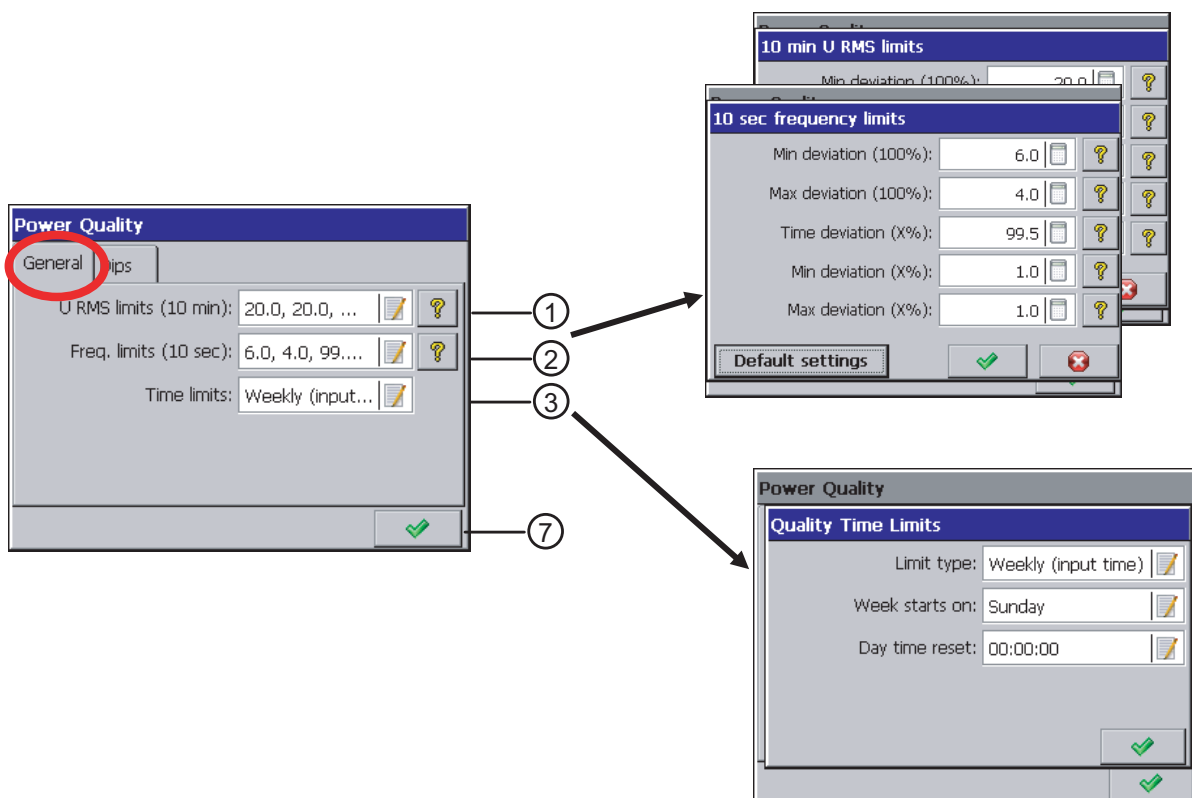 Power Quality
General
U RMS limits (10 min): 20.0, 20.0, ...
Freq. limits (10 sec): 6.0, 4.0, 99....
Time limits: Weekly (input...
1
2
3
7
10 min U RMS limits
Min deviation (100%): 20.0
10 sec frequency limits
Min deviation (100%): 6.0
Max deviation (100%): 4.0
Time deviation (X%): 99.5
Min deviation (X%): 1.0
Max deviation (X%): 1.0
Default settings
Power Quality
Quality Time Limits
Limit type: Weekly (input time)
Week starts on: Sunday
Day time reset: 00:00:00